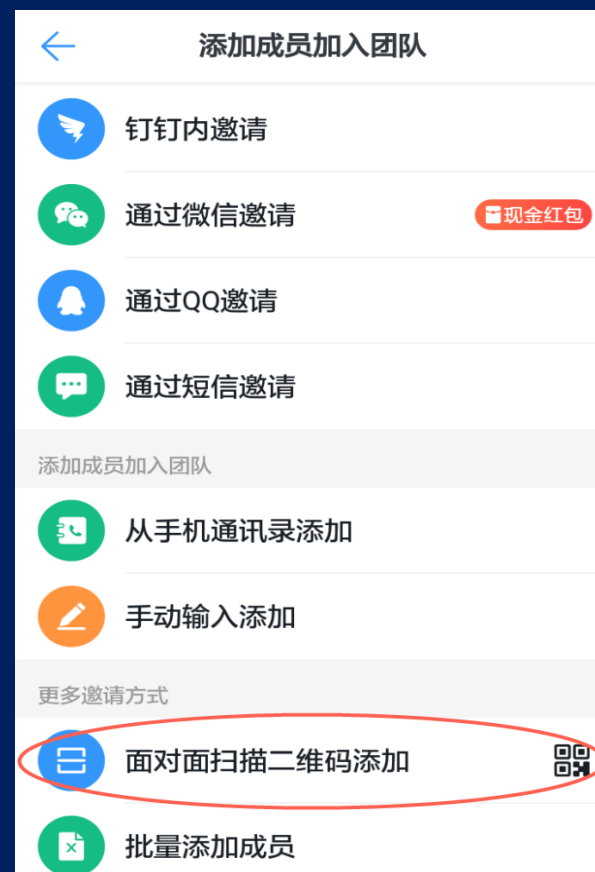 添加成员加入团队
钉钉内邀请
通过微信邀请
现金红包
通过QQ邀请
通过短信邀请
添加成员加入团队
从手机通讯录添加
手动输入添加
更多邀请方式
面对面扫描二维码添加
批量添加成员